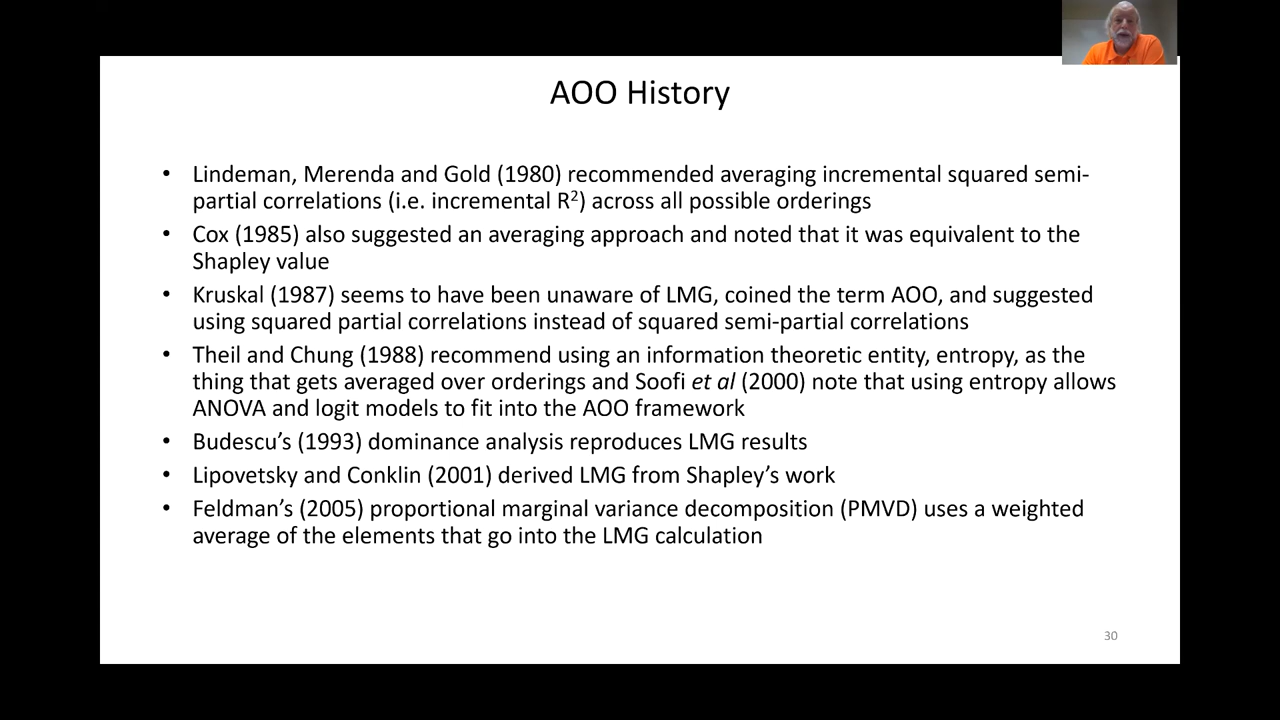 AOO History
• Lindeman, Merenda and Gold (1980) recommended averaging incremental squared semi-
partial correlations (i.e. incremental R²) across all possible orderings
• Cox (1985) also suggested an averaging approach and noted that it was equivalent to the
Shapley value
• Kruskal (1987) seems to have been unaware of LMG, coined the term AOO, and suggested
using squared partial correlations instead of squared semi-partial correlations
• Theil and Chung (1988) recommend using an information theoretic entity, entropy, as the
thing that gets averaged over orderings and Soofi et al (2000) note that using entropy allows
ANOVA and logit models to fit into the AOO framework
• Budescu’s (1993) dominance analysis reproduces LMG results
• Lipovetsky and Conklin (2001) derived LMG from Shapley’s work
• Feldman’s (2005) proportional marginal variance decomposition (PMVD) uses a weighted
average of the elements that go into the LMG calculation
30